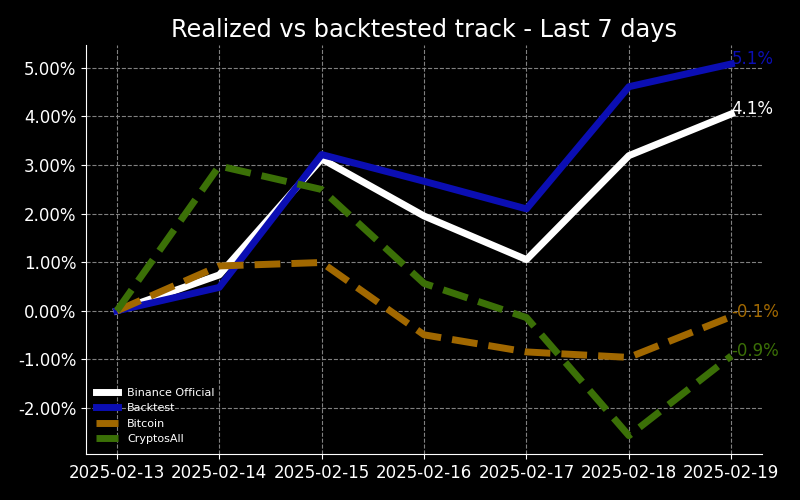 Realized vs backtested track - Last 7 days
5.00%
4.00%
3.00%
2.00%
1.00%
0.00%
-1.00%
-2.00%
5.1%
4.1%
-0.1%
-0.9%
Binance Official
Backtest
Bitcoin
CryptosAll
2025-02-13 2025-02-14 2025-02-15 2025-02-16 2025-02-17 2025-02-18 2025-02-19